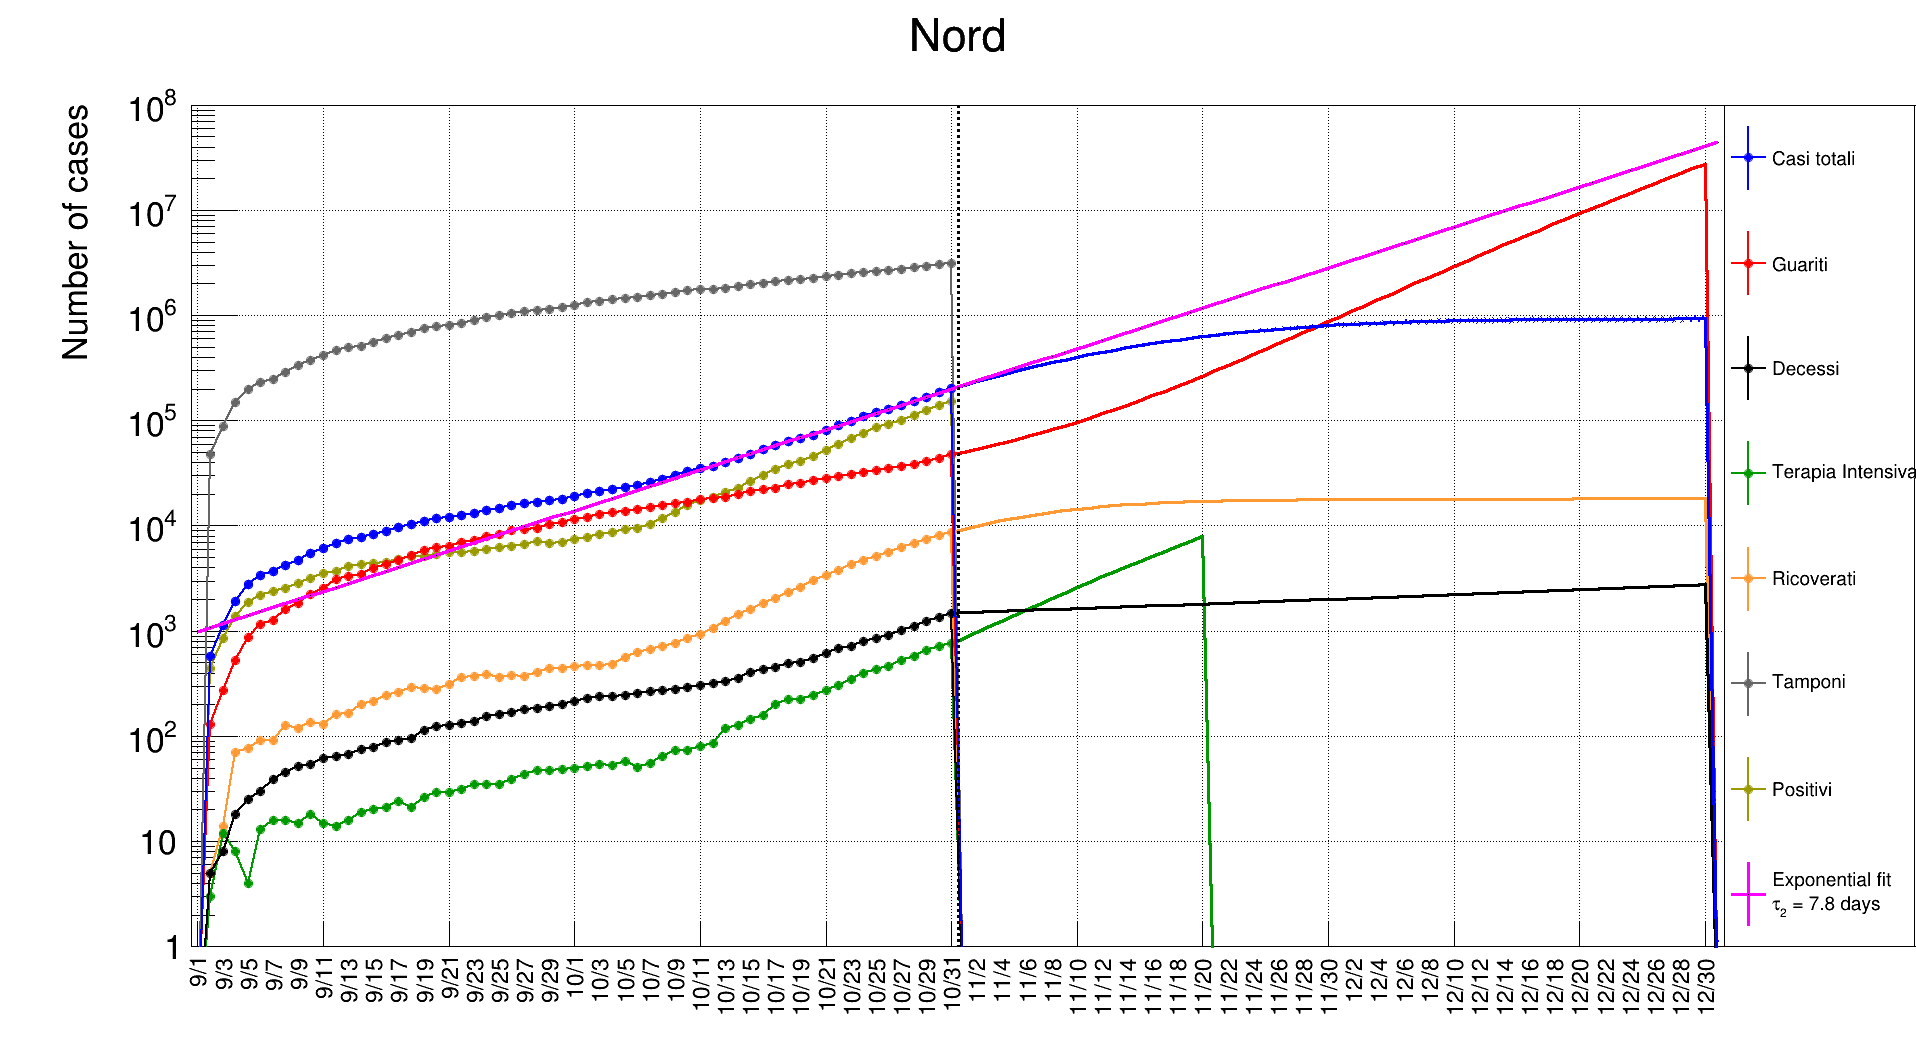 Nord
Number of cases
10^8
10^7
10^6
10^5
10^4
10^3
10^2
10
1
9/1 9/3 9/5 9/7 9/9 9/11 9/13 9/15 9/17 9/19 9/21 9/23 9/25 9/27 9/29 10/1 10/3 10/5 10/7 10/9 10/11 10/13 10/15 10/17 10/19 10/21 10/23 10/25 10/27 10/29 10/31 11/2 11/4 11/6 11/8 11/10 11/12 11/14 11/16 11/18 11/20 11/22 11/24 11/26 11/28 11/30 12/2 12/4 12/6 12/8 12/10 12/12 12/14 12/16 12/18 12/20 12/22 12/24 12/26 12/28 12/30
Casi totali
Guariti
Decessi
Terapia Intensiva
Ricoverati
Tamponi
Positivi
Exponential fit
τ₂ = 7.8 days